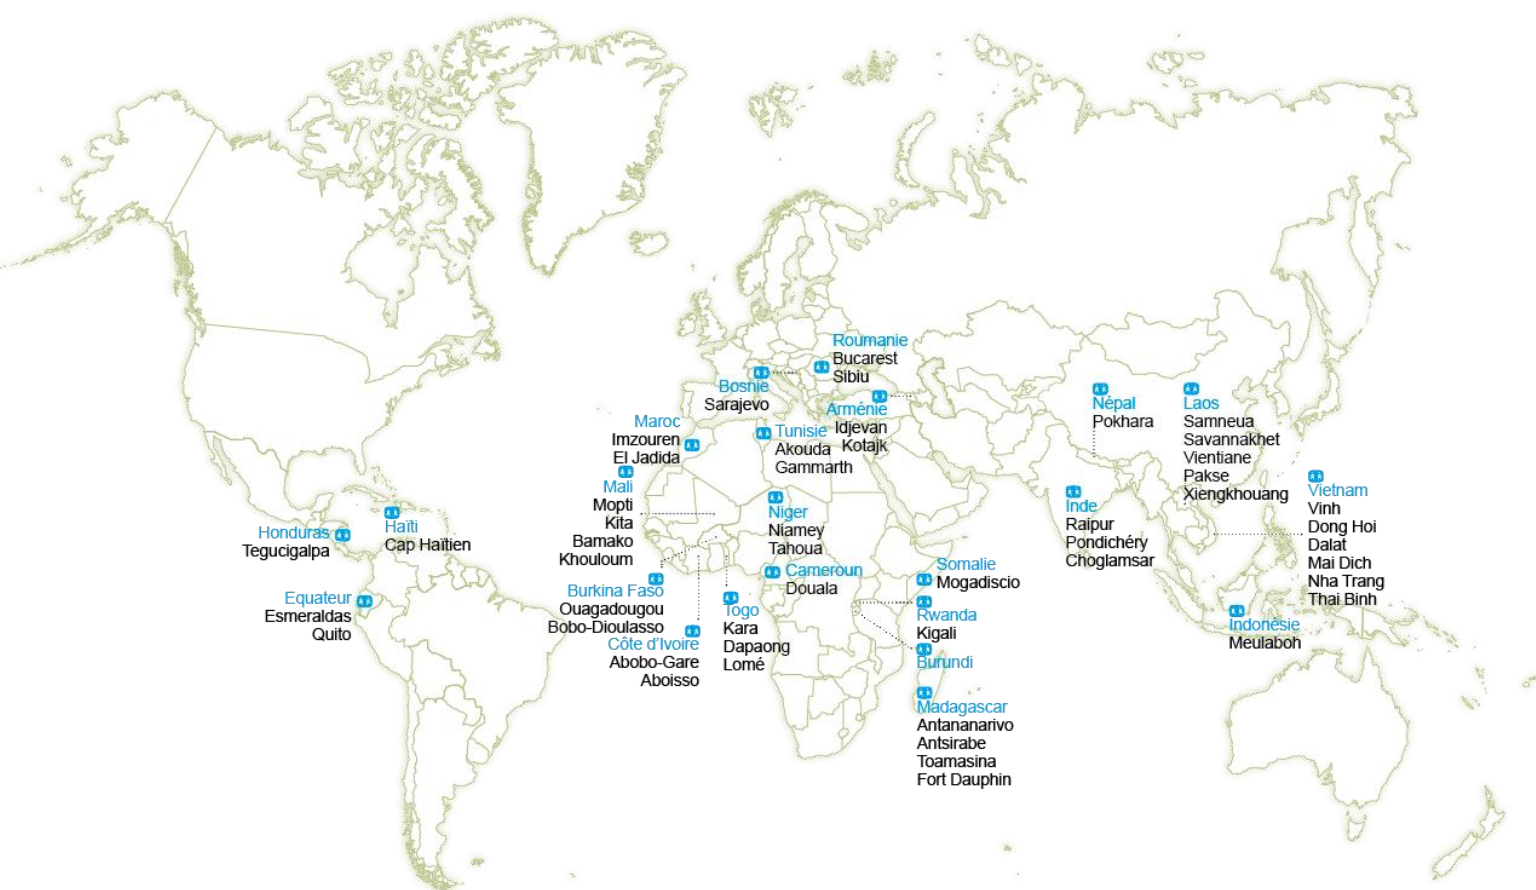 Roumanie
Bucarest
Sibiu
Bosnie
Sarajevo
Arménie
Idjevan
Kotajk
Népal
Pokhara
Laos
Samneua
Savannakhet
Vientiane
Pakse
Xiengkhouang
Maroc
Imzouren
El Jadida
Tunisie
Akouda
Gammarth
Mali
Mopti
Kita
Bamako
Khouloum
Niger
Niamey
Tahoua
Inde
Raipur
Pondichéry
Choglamsar
Vietnam
Vinh
Dong Hoi
Dalat
Mai Dich
Nha Trang
Thai Binh
Haïti
Cap Haïtien
Honduras
Tegucigalpa
Equateur
Esmeraldas
Quito
Burkina Faso
Ouagadougou
Bobo-Dioulasso
Côte d'Ivoire
Abobo-Gare
Aboisso
Togo
Kara
Dapaong
Lomé
Cameroun
Douala
Somalie
Mogadiscio
Rwanda
Kigali
Burundi
Madagascar
Antananarivo
Antsirabe
Toamasina
Fort Dauphin
Indonésie
Meulaboh